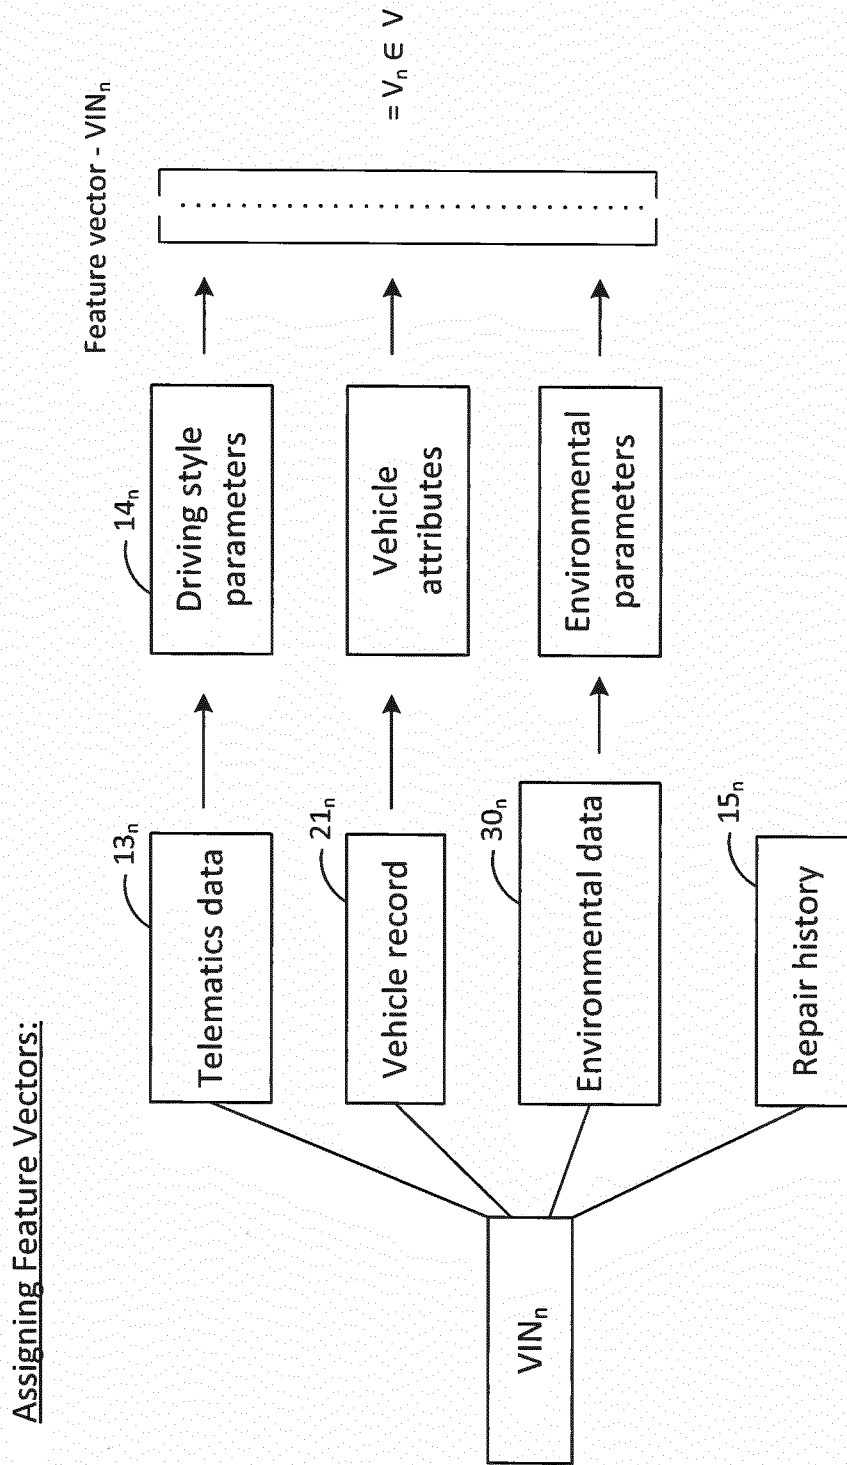 Assigning Feature Vectors:
VINₙ
13ₙ
Telematics data
21ₙ
Vehicle record
30ₙ
Environmental data
15ₙ
Repair history
14ₙ
Driving style
parameters
Vehicle
attributes
Environmental
parameters
Feature vector - VINₙ
= Vₙ ∈ V